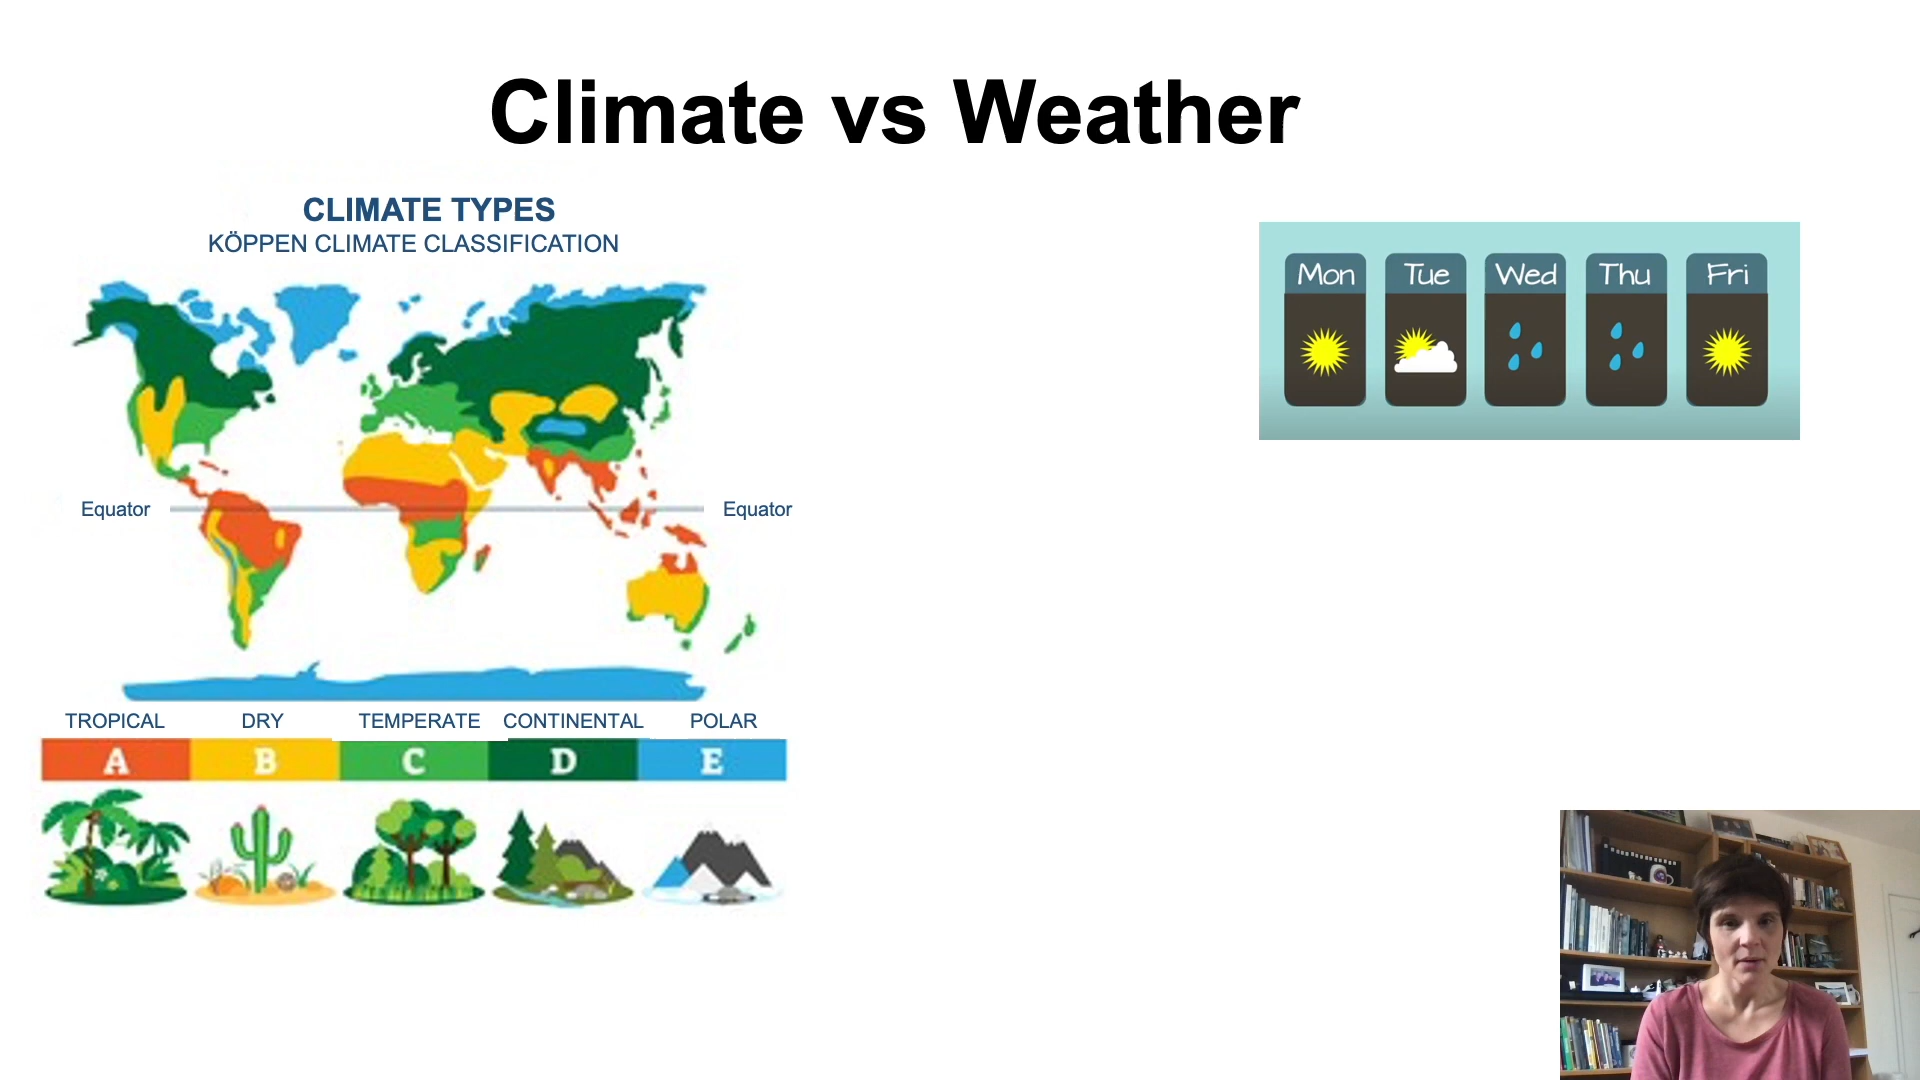 Climate vs Weather
CLIMATE TYPES
KÖPPEN CLIMATE CLASSIFICATION
Equator Equator
TROPICAL DRY TEMPERATE CONTINENTAL POLAR
A B C D E
Mon Tue Wed Thu Fri